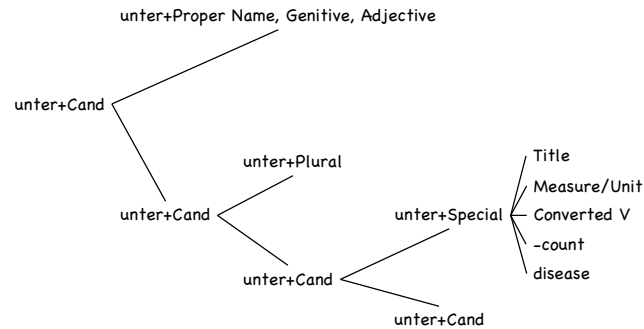 unter+Proper Name, Genitive, Adjective
unter+Cand
unter+Plural
Title
Measure/Unit
unter+Cand
unter+Special
Converted V
-count
unter+Cand
disease
unter+Cand